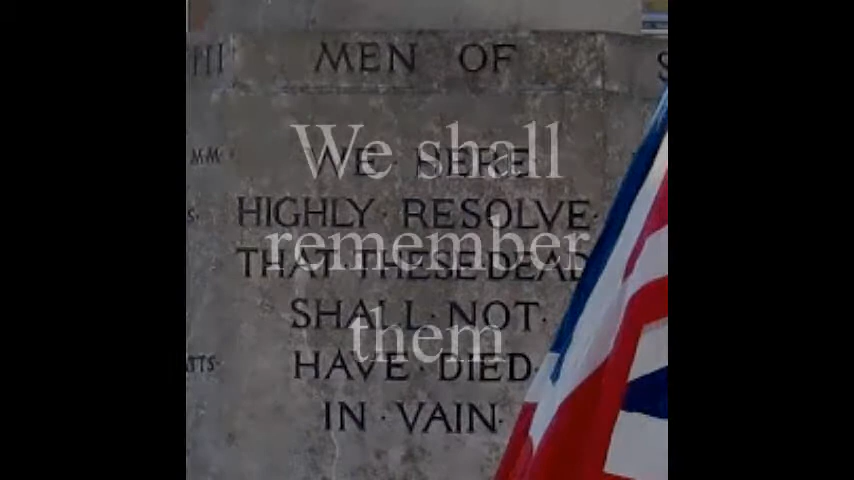 MEN OF
WE · HERE
HIGHLY · RESOLVE ·
THAT · THESE DEAD
SHALL · NOT ·
HAVE · DIED ·
IN · VAIN ·
We shall
remember
them